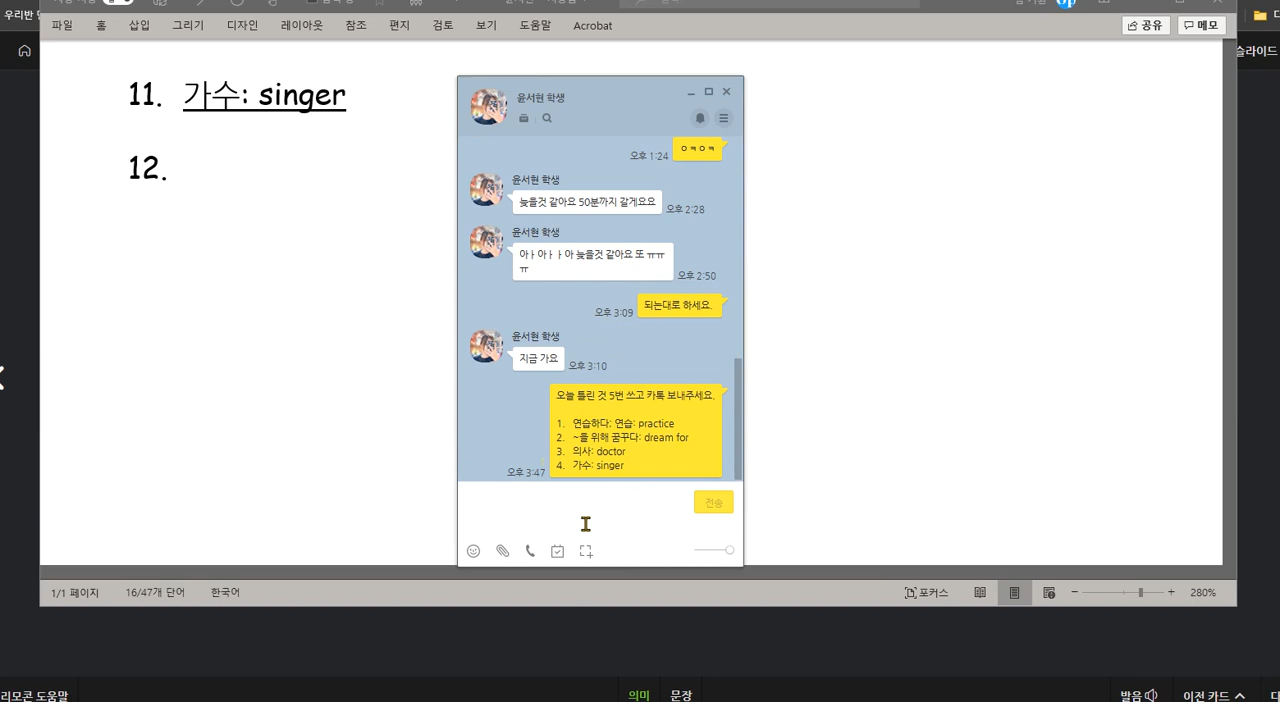 우리반
파일 홈 삽입 그리기 디자인 레이아웃 참조 편지 검토 보기 도움말 Acrobat 공유 메모
슬라이드
11. 가수: singer
12.
윤서현 학생
ㅇㅋㅇㅋ
오후 1:24
윤서현 학생
늦을것 같아요 50분까지 갈게요요
오후 2:28
윤서현 학생
아ㅏ아ㅏㅏ아 늦을것 같아요 또 ㅠㅠ
ㅠ
오후 2:50
되는대로 하세요.
오후 3:09
윤서현 학생
지금 가요
오후 3:10
오늘 틀린 것 5번 쓰고 카톡 보내주세요.
1. 연습하다; 연습: practice
2. ~을 위해 꿈꾸다: dream for
3. 의사: doctor
4. 가수: singer
오후 3:47
전송
1/1 페이지 16/47개 단어 한국어 포커스 280%
리모콘 도움말 의미 문장 발음 이전 카드